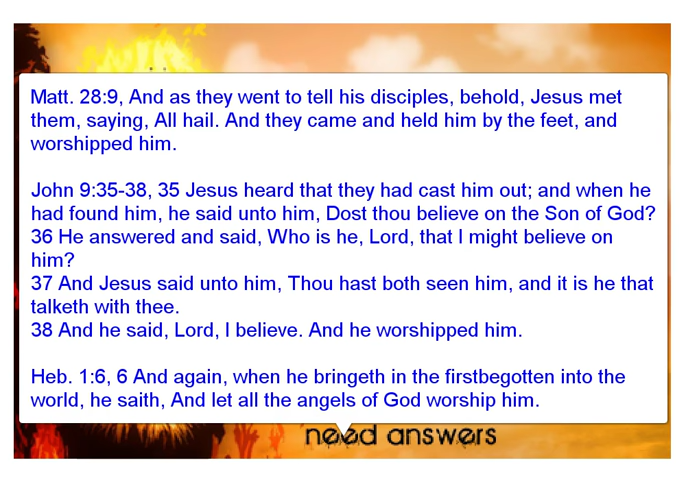 Matt. 28:9, And as they went to tell his disciples, behold, Jesus met
them, saying, All hail. And they came and held him by the feet, and
worshipped him.
John 9:35-38, 35 Jesus heard that they had cast him out; and when he
had found him, he said unto him, Dost thou believe on the Son of God?
36 He answered and said, Who is he, Lord, that I might believe on
him?
37 And Jesus said unto him, Thou hast both seen him, and it is he that
talketh with thee.
38 And he said, Lord, I believe. And he worshipped him.
Heb. 1:6, 6 And again, when he bringeth in the firstbegotten into the
world, he saith, And let all the angels of God worship him.
need answers